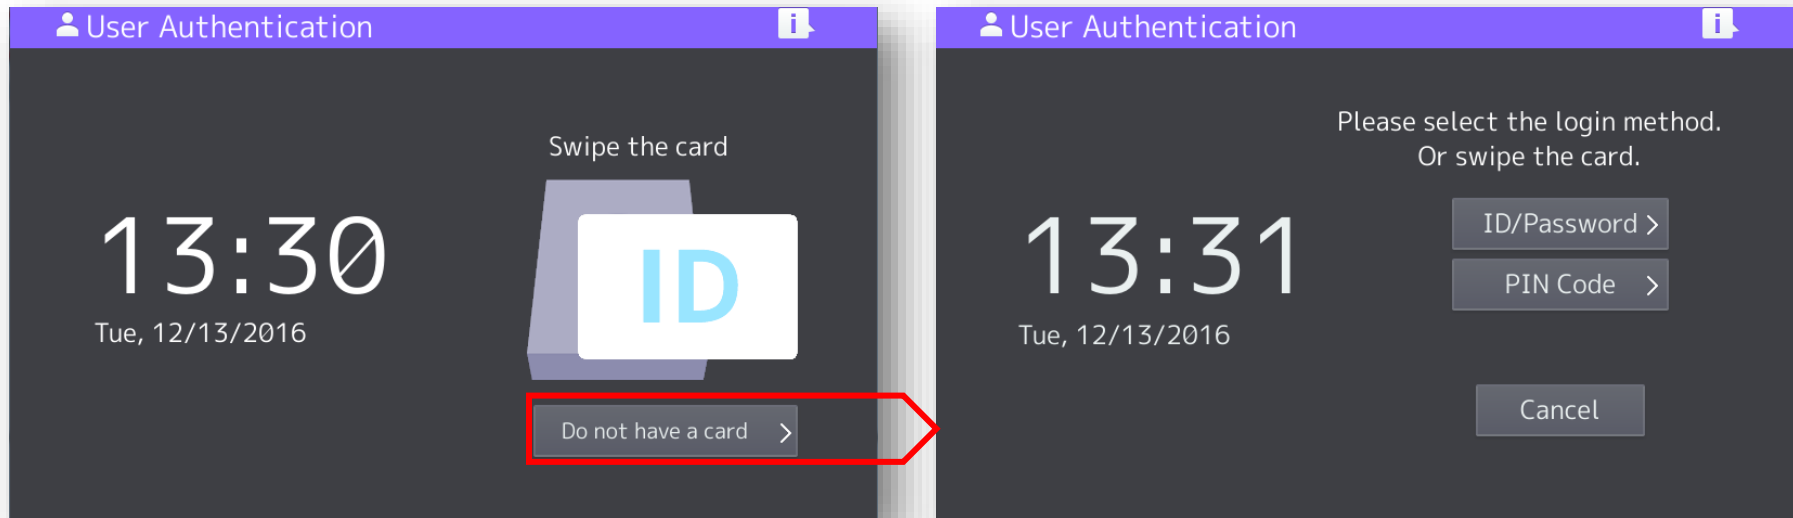 User Authentication
i
Swipe the card
13:30
Tue, 12/13/2016
ID
Do not have a card
User Authentication
i
Please select the login method.
Or swipe the card.
13:31
Tue, 12/13/2016
ID/Password
PIN Code
Cancel